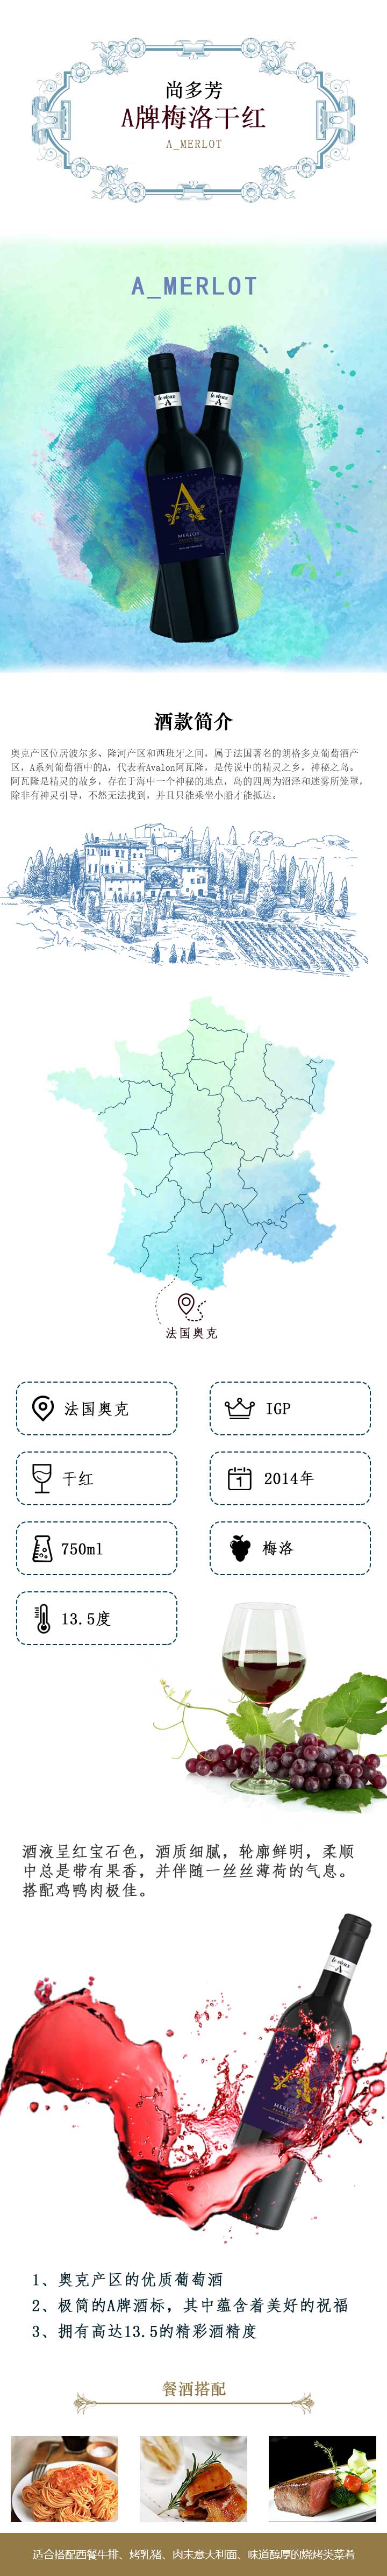 尚多芳
A牌梅洛干红
A_MERLOT
A_MERLOT
le vieux
A
le vieux
A
A
MERLOT
酒款简介
奥克产区位居波尔多、隆河产区和西班牙之间，属于法国著名的朗格多克葡萄酒产
区，A系列葡萄酒中的A，代表着Avalon阿瓦隆，是传说中的精灵之乡，神秘之岛。
阿瓦隆是精灵的故乡，存在于海中一个神秘的地点，岛的四周为沼泽和迷雾所笼罩，
除非有神灵引导，不然无法找到，并且只能乘坐小船才能抵达。
法国奥克
法国奥克
IGP
干红
1
2014年
750ml
梅洛
13.5度
酒液呈红宝石色，酒质细腻，轮廓鲜明，柔顺
中总是带有果香，并伴随一丝丝薄荷的气息。
搭配鸡鸭肉极佳。
le vieux
A
A
MERLOT
1、奥克产区的优质葡萄酒
2、极简的A牌酒标，其中蕴含着美好的祝福
3、拥有高达13.5的精彩酒精度
餐酒搭配
适合搭配西餐牛排、烤乳猪、肉末意大利面、味道醇厚的烧烤类菜肴